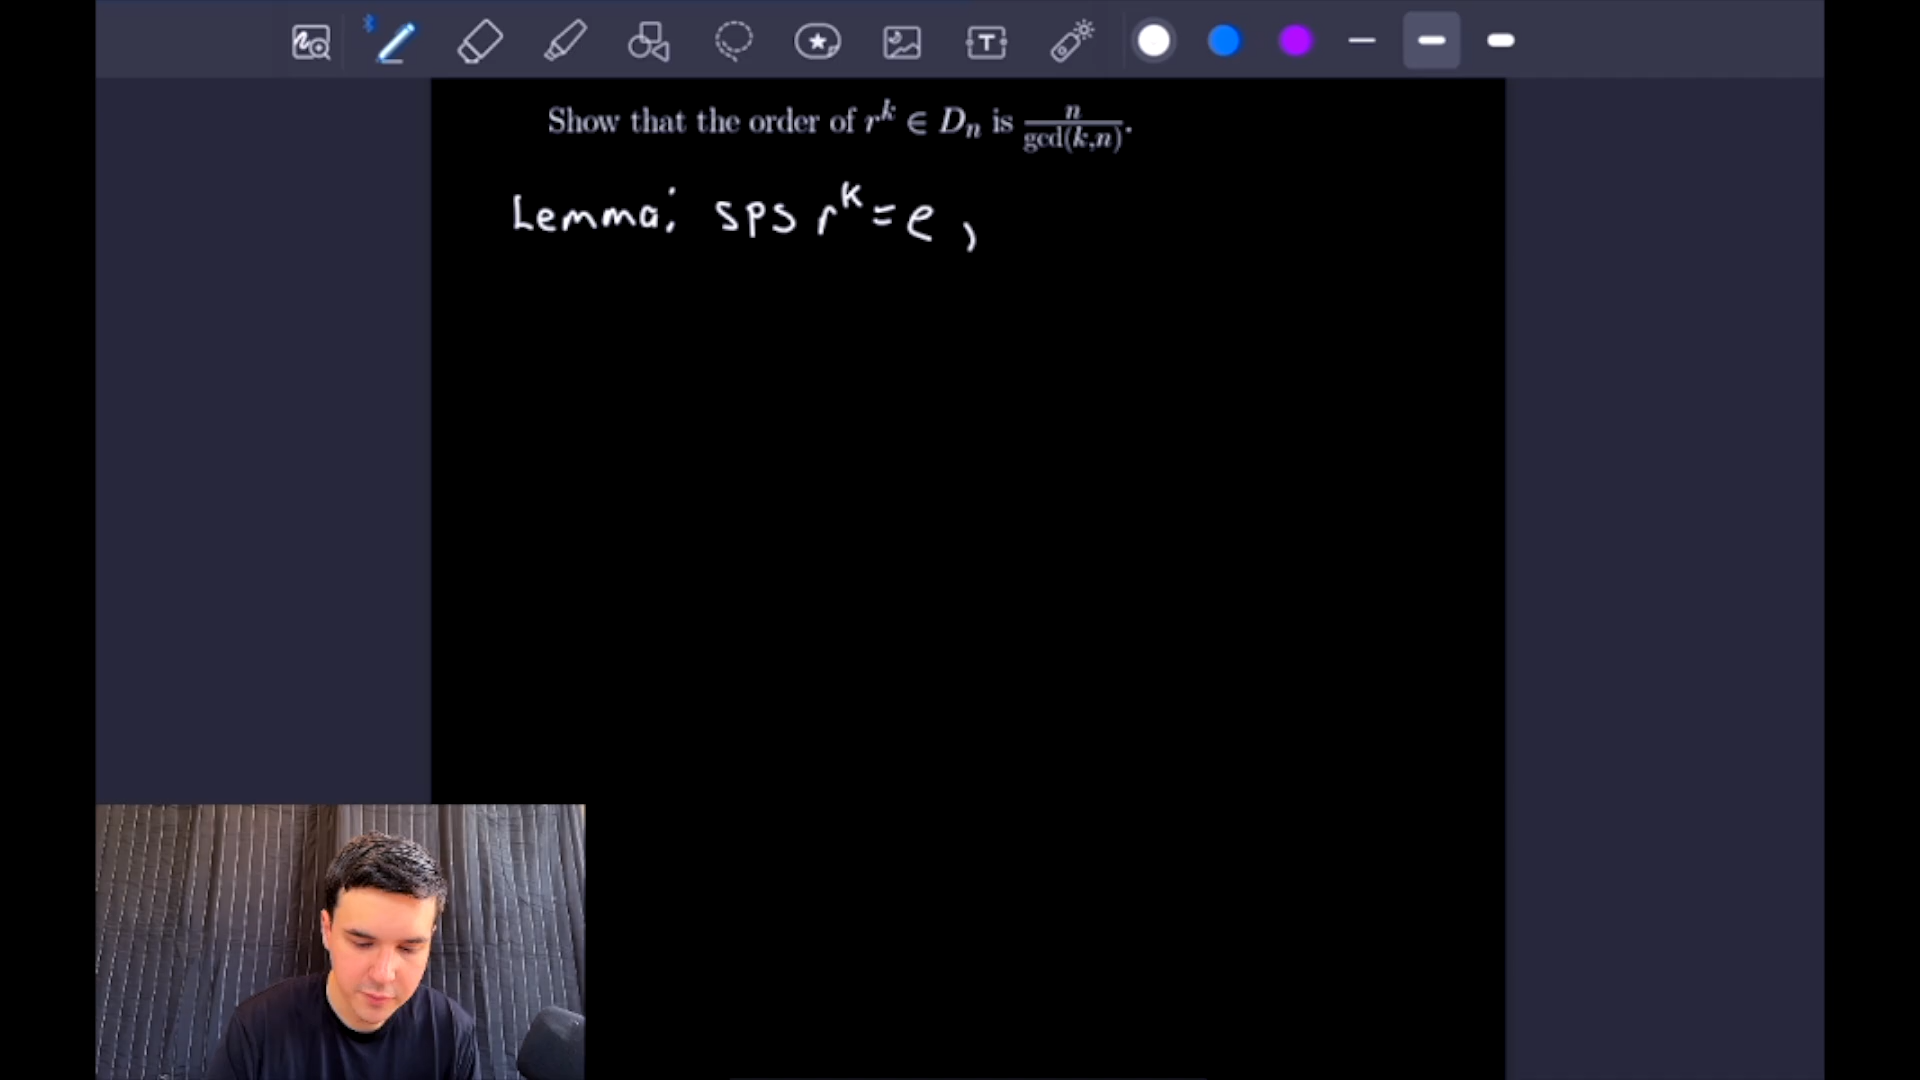 Show that the order of r^k ∈ D_n is n/gcd(k,n).
Lemma: sps r^k = e ,